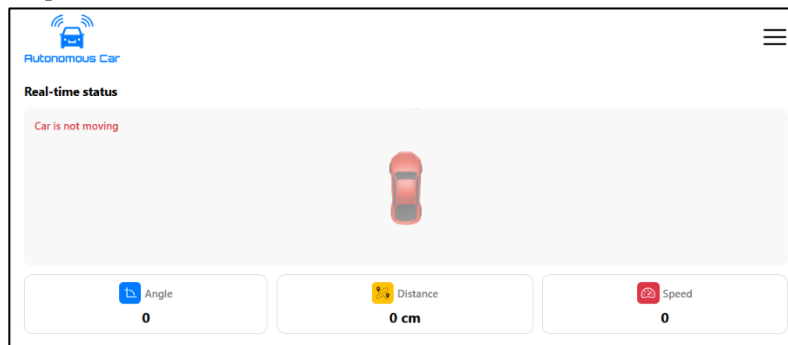 Autonomous Car
Real-time status
Car is not moving
Angle
0
Distance
0 cm
Speed
0